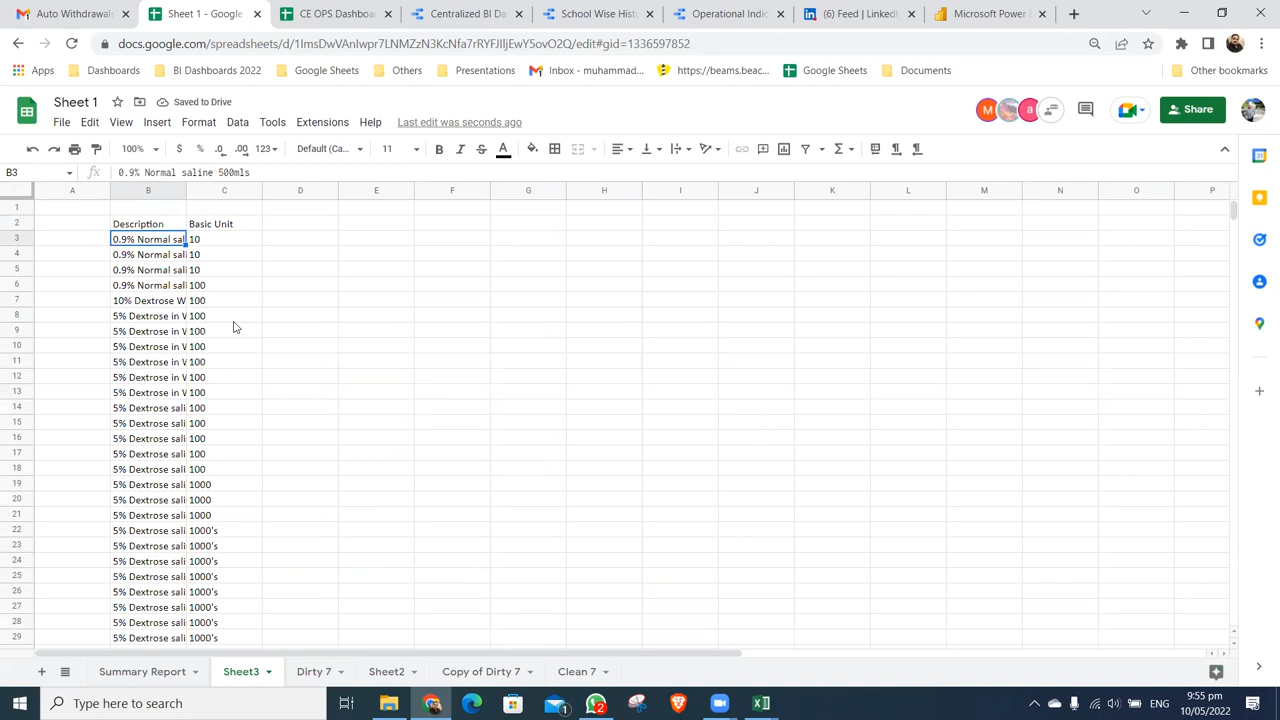 Auto Withdrawals
Sheet 1 - Google
CE OPS Dashboa
Centralized BI Da
School Wise Histo
Operational Indic
(6) Feed | LinkedI
Microsoft Power
Apps
Dashboards
BI Dashboards 2022
Google Sheets
Others
Presentations
Inbox - muhammad...
https://beams.beac...
Google Sheets
Documents
Other bookmarks
Sheet 1
Saved to Drive
File Edit View Insert Format Data Tools Extensions Help
Last edit was seconds ago
M
a
Share
100% $ % .0 .00 123 Default (Ca... 11 B I S A
B3 fx 0.9% Normal saline 500mls
A B C D E F G H I J K L M N O P
1
2 Description Basic Unit
3 0.9% Normal sal 10
4 0.9% Normal sal 10
5 0.9% Normal sal 10
6 0.9% Normal sal 100
7 10% Dextrose W 100
8 5% Dextrose in W 100
9 5% Dextrose in W 100
10 5% Dextrose in W 100
11 5% Dextrose in W 100
12 5% Dextrose in W 100
13 5% Dextrose in W 100
14 5% Dextrose sali 100
15 5% Dextrose sali 100
16 5% Dextrose sali 100
17 5% Dextrose sali 100
18 5% Dextrose sali 100
19 5% Dextrose sali 1000
20 5% Dextrose sali 1000
21 5% Dextrose sali 1000
22 5% Dextrose sali 1000's
23 5% Dextrose sali 1000's
24 5% Dextrose sali 1000's
25 5% Dextrose sali 1000's
26 5% Dextrose sali 1000's
27 5% Dextrose sali 1000's
28 5% Dextrose sali 1000's
29 5% Dextrose sali 1000's
Summary Report Sheet3 Dirty 7 Sheet2 Copy of Dirty Clean 7
Type here to search
1
2
ENG
9:55 pm
10/05/2022